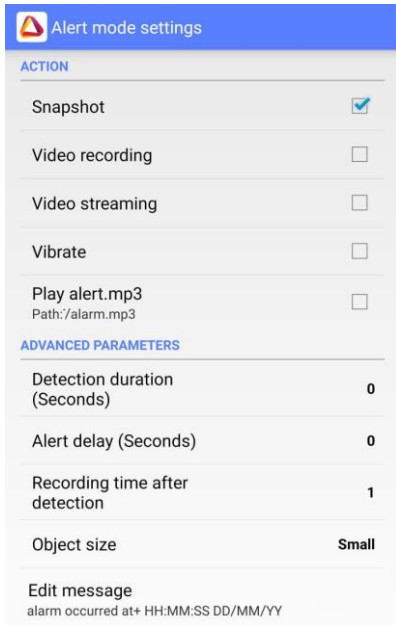 Alert mode settings
ACTION
Snapshot
Video recording
Video streaming
Vibrate
Play alert.mp3
Path:'/alarm.mp3
ADVANCED PARAMETERS
Detection duration
(Seconds)
0
Alert delay (Seconds)
0
Recording time after
detection
1
Object size
Small
Edit message
alarm occurred at+ HH:MM:SS DD/MM/YY